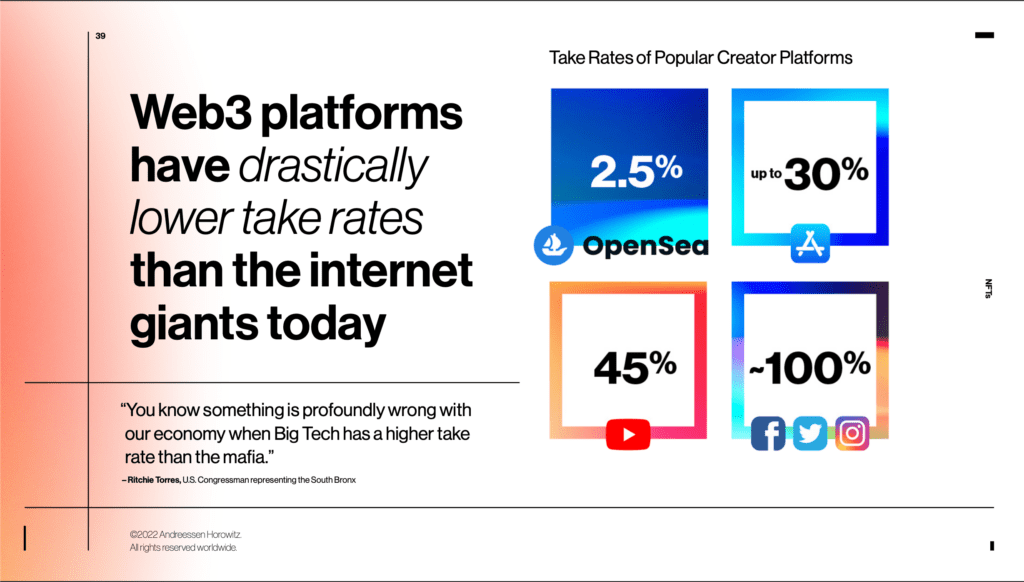 39
Web3 platforms
have drastically
lower take rates
than the internet
giants today
“You know something is profoundly wrong with
our economy when Big Tech has a higher take
rate than the mafia.”
– Ritchie Torres, U.S. Congressman representing the South Bronx
Take Rates of Popular Creator Platforms
2.5%
OpenSea
up to 30%
45%
~100%
NFTs
©2022 Andreessen Horowitz.
All rights reserved worldwide.